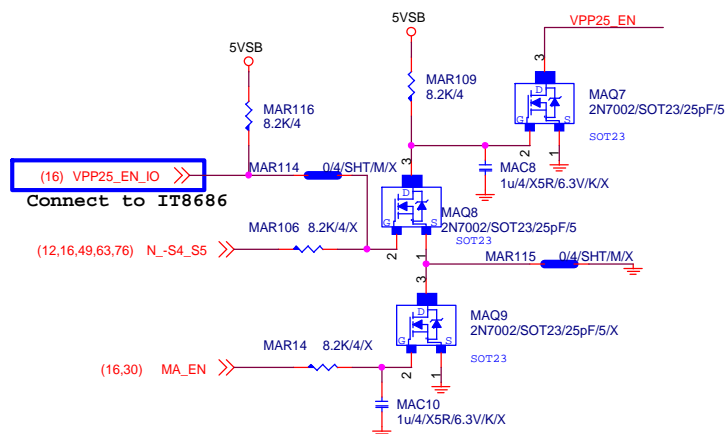 VPP25_EN
5VSB
5VSB
3
MAR109
8.2K/4
MAQ7
2N7002/SOT23/25pF/5
D
G
S
SOT23
MAR116
8.2K/4
2
1
3
MAC8
1u/4/X5R/6.3V/K/X
(16) VPP25_EN_IO
MAR114
0/4/SHT/M/X
Connect to IT8686
D
MAQ8
2N7002/SOT23/25pF/5
G
S
SOT23
MAR106 8.2K/4/X
(12,16,49,63,76) N_-S4_S5
2
1
MAR115
0/4/SHT/M/X
3
D
MAQ9
2N7002/SOT23/25pF/5/X
G
S
SOT23
MAR14 8.2K/4/X
(16,30) MA_EN
2
1
MAC10
1u/4/X5R/6.3V/K/X